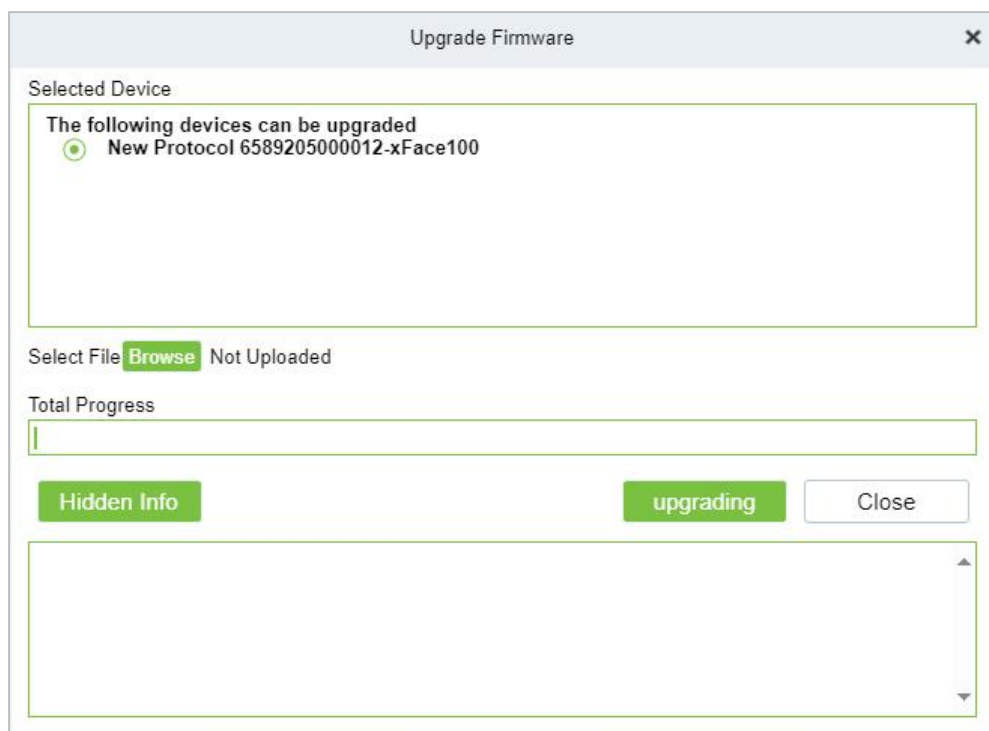 Upgrade Firmware
Selected Device
The following devices can be upgraded
New Protocol 6589205000012-xFace100
Select File Browse Not Uploaded
Total Progress
Hidden Info upgrading Close